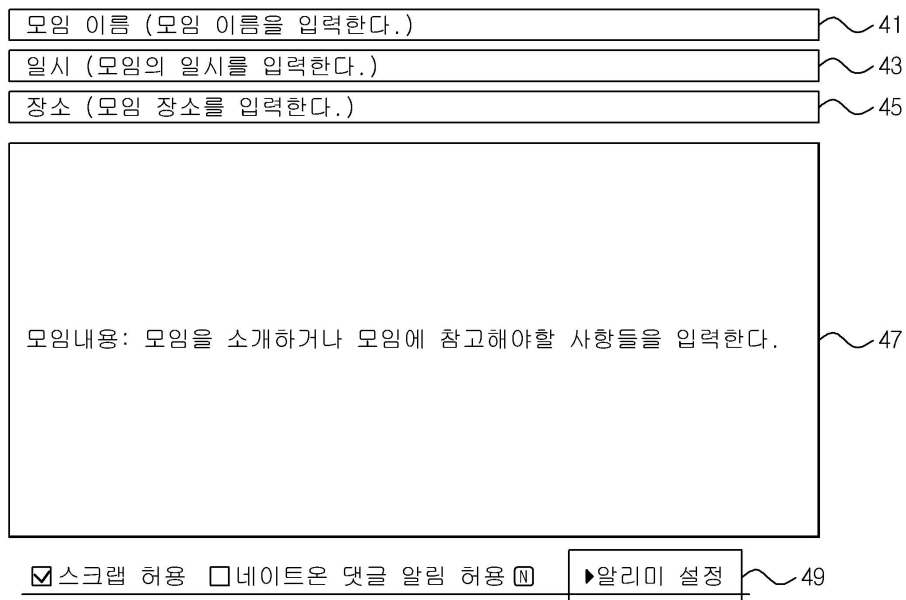 모임 이름 (모임 이름을 입력한다.) 41
일시 (모임의 일시를 입력한다.) 43
장소 (모임 장소를 입력한다.) 45
모임내용: 모임을 소개하거나 모임에 참고해야할 사항들을 입력한다. 47
스크랩 허용 네이트온 댓글 알림 허용 N 알리미 설정 49